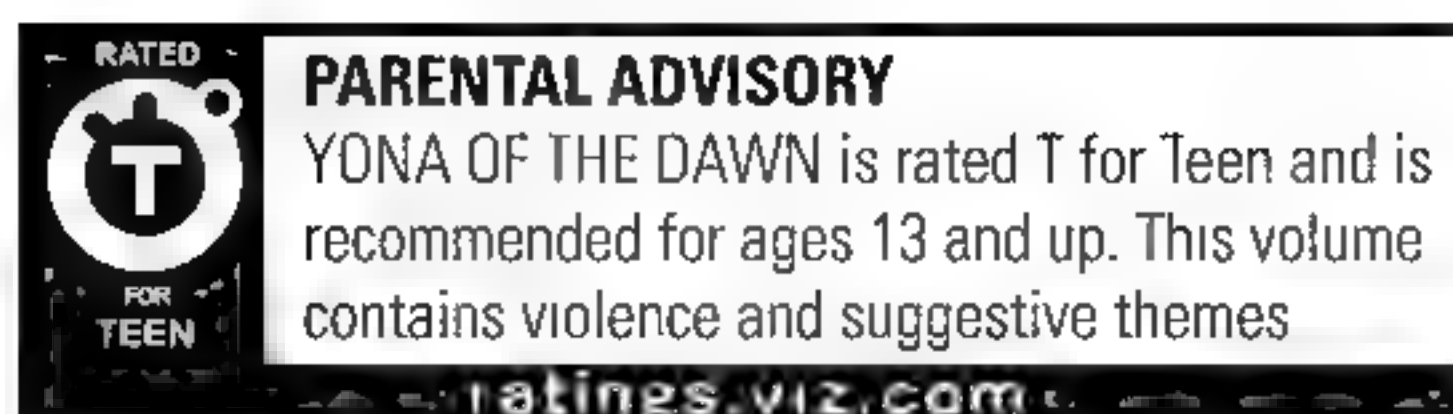 RATED
T
FOR
TEEN
PARENTAL ADVISORY
YONA OF THE DAWN is rated T for Teen and is
recommended for ages 13 and up. This volume
contains violence and suggestive themes
ratings.viz.com